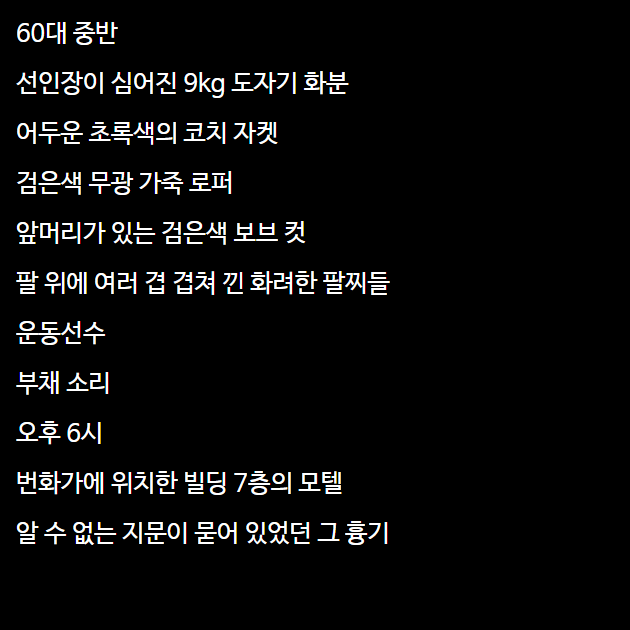 60대 중반
선인장이 심어진 9kg 도자기 화분
어두운 초록색의 코치 자켓
검은색 무광 가죽 로퍼
앞머리가 있는 검은색 보브 컷
팔 위에 여러 겹 겹쳐 낀 화려한 팔찌들
운동선수
부채 소리
오후 6시
번화가에 위치한 빌딩 7층의 모텔
알 수 없는 지문이 묻어 있었던 그 흉기